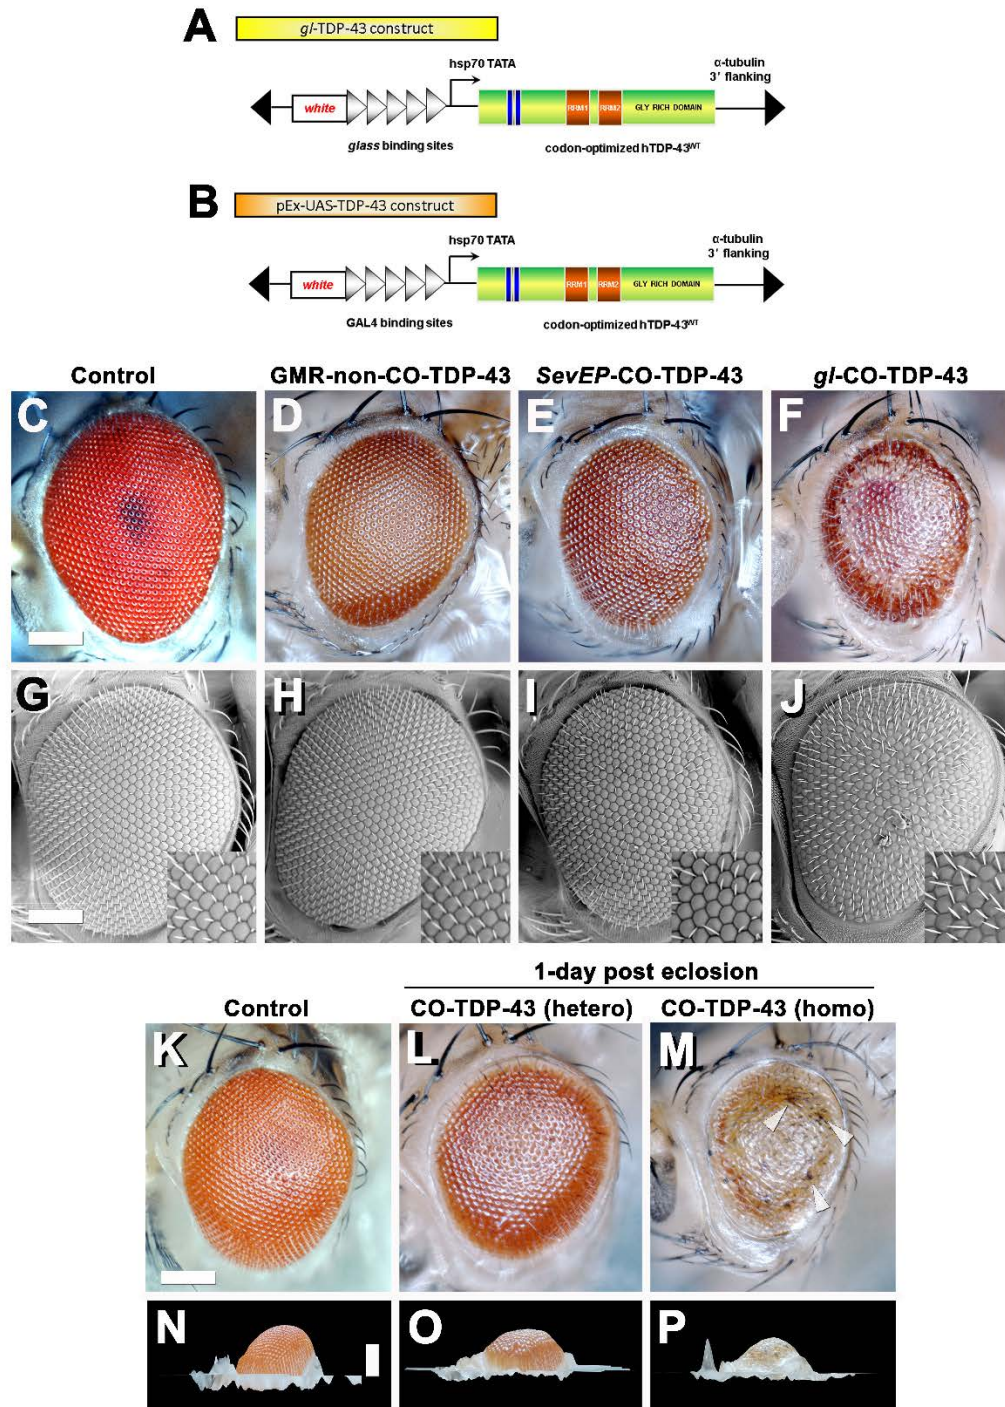 A
gl-TDP-43 construct
hsp70 TATA
α-tubulin
3′ flanking
white
RRM1
RRM2
GLY RICH DOMAIN
glass binding sites
codon-optimized hTDP-43WT
B
pEx-UAS-TDP-43 construct
hsp70 TATA
α-tubulin
3′ flanking
white
RRM1
RRM2
GLY RICH DOMAIN
GAL4 binding sites
codon-optimized hTDP-43WT
Control
GMR-non-CO-TDP-43
SevEP-CO-TDP-43
gl-CO-TDP-43
C
D
E
F
G
H
I
J
1-day post eclosion
Control
CO-TDP-43 (hetero)
CO-TDP-43 (homo)
K
L
M
N
O
P